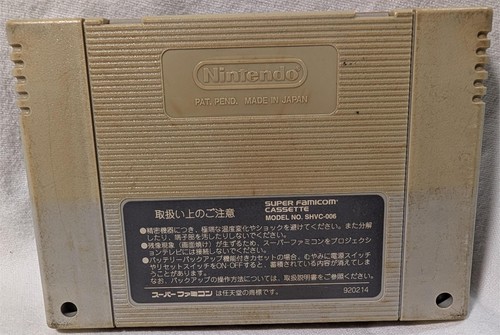 Nintendo
PAT. PEND. MADE IN JAPAN
取扱い上のご注意
SUPER FAMICOM™
CASSETTE
MODEL NO. SHVC-006
●精密機器につき、極端な温度変化やショックを避けてください。また分解
したり、端子部を汚したりしないでください。
●残像現象（画面焼け）が生ずるため、スーパーファミコンをプロジェクシ
ョンテレビには接続しないでください。
●バッテリーバックアップ機能付きカセットの場合、むやみに電源スイッチ
やリセットスイッチをON・OFFすると、蓄積されている内容が消えてしま
うことがあります。
なお、バックアップの操作方法については、取扱説明書をご参照ください。
スーパーファミコン は任天堂の商標です。
920214